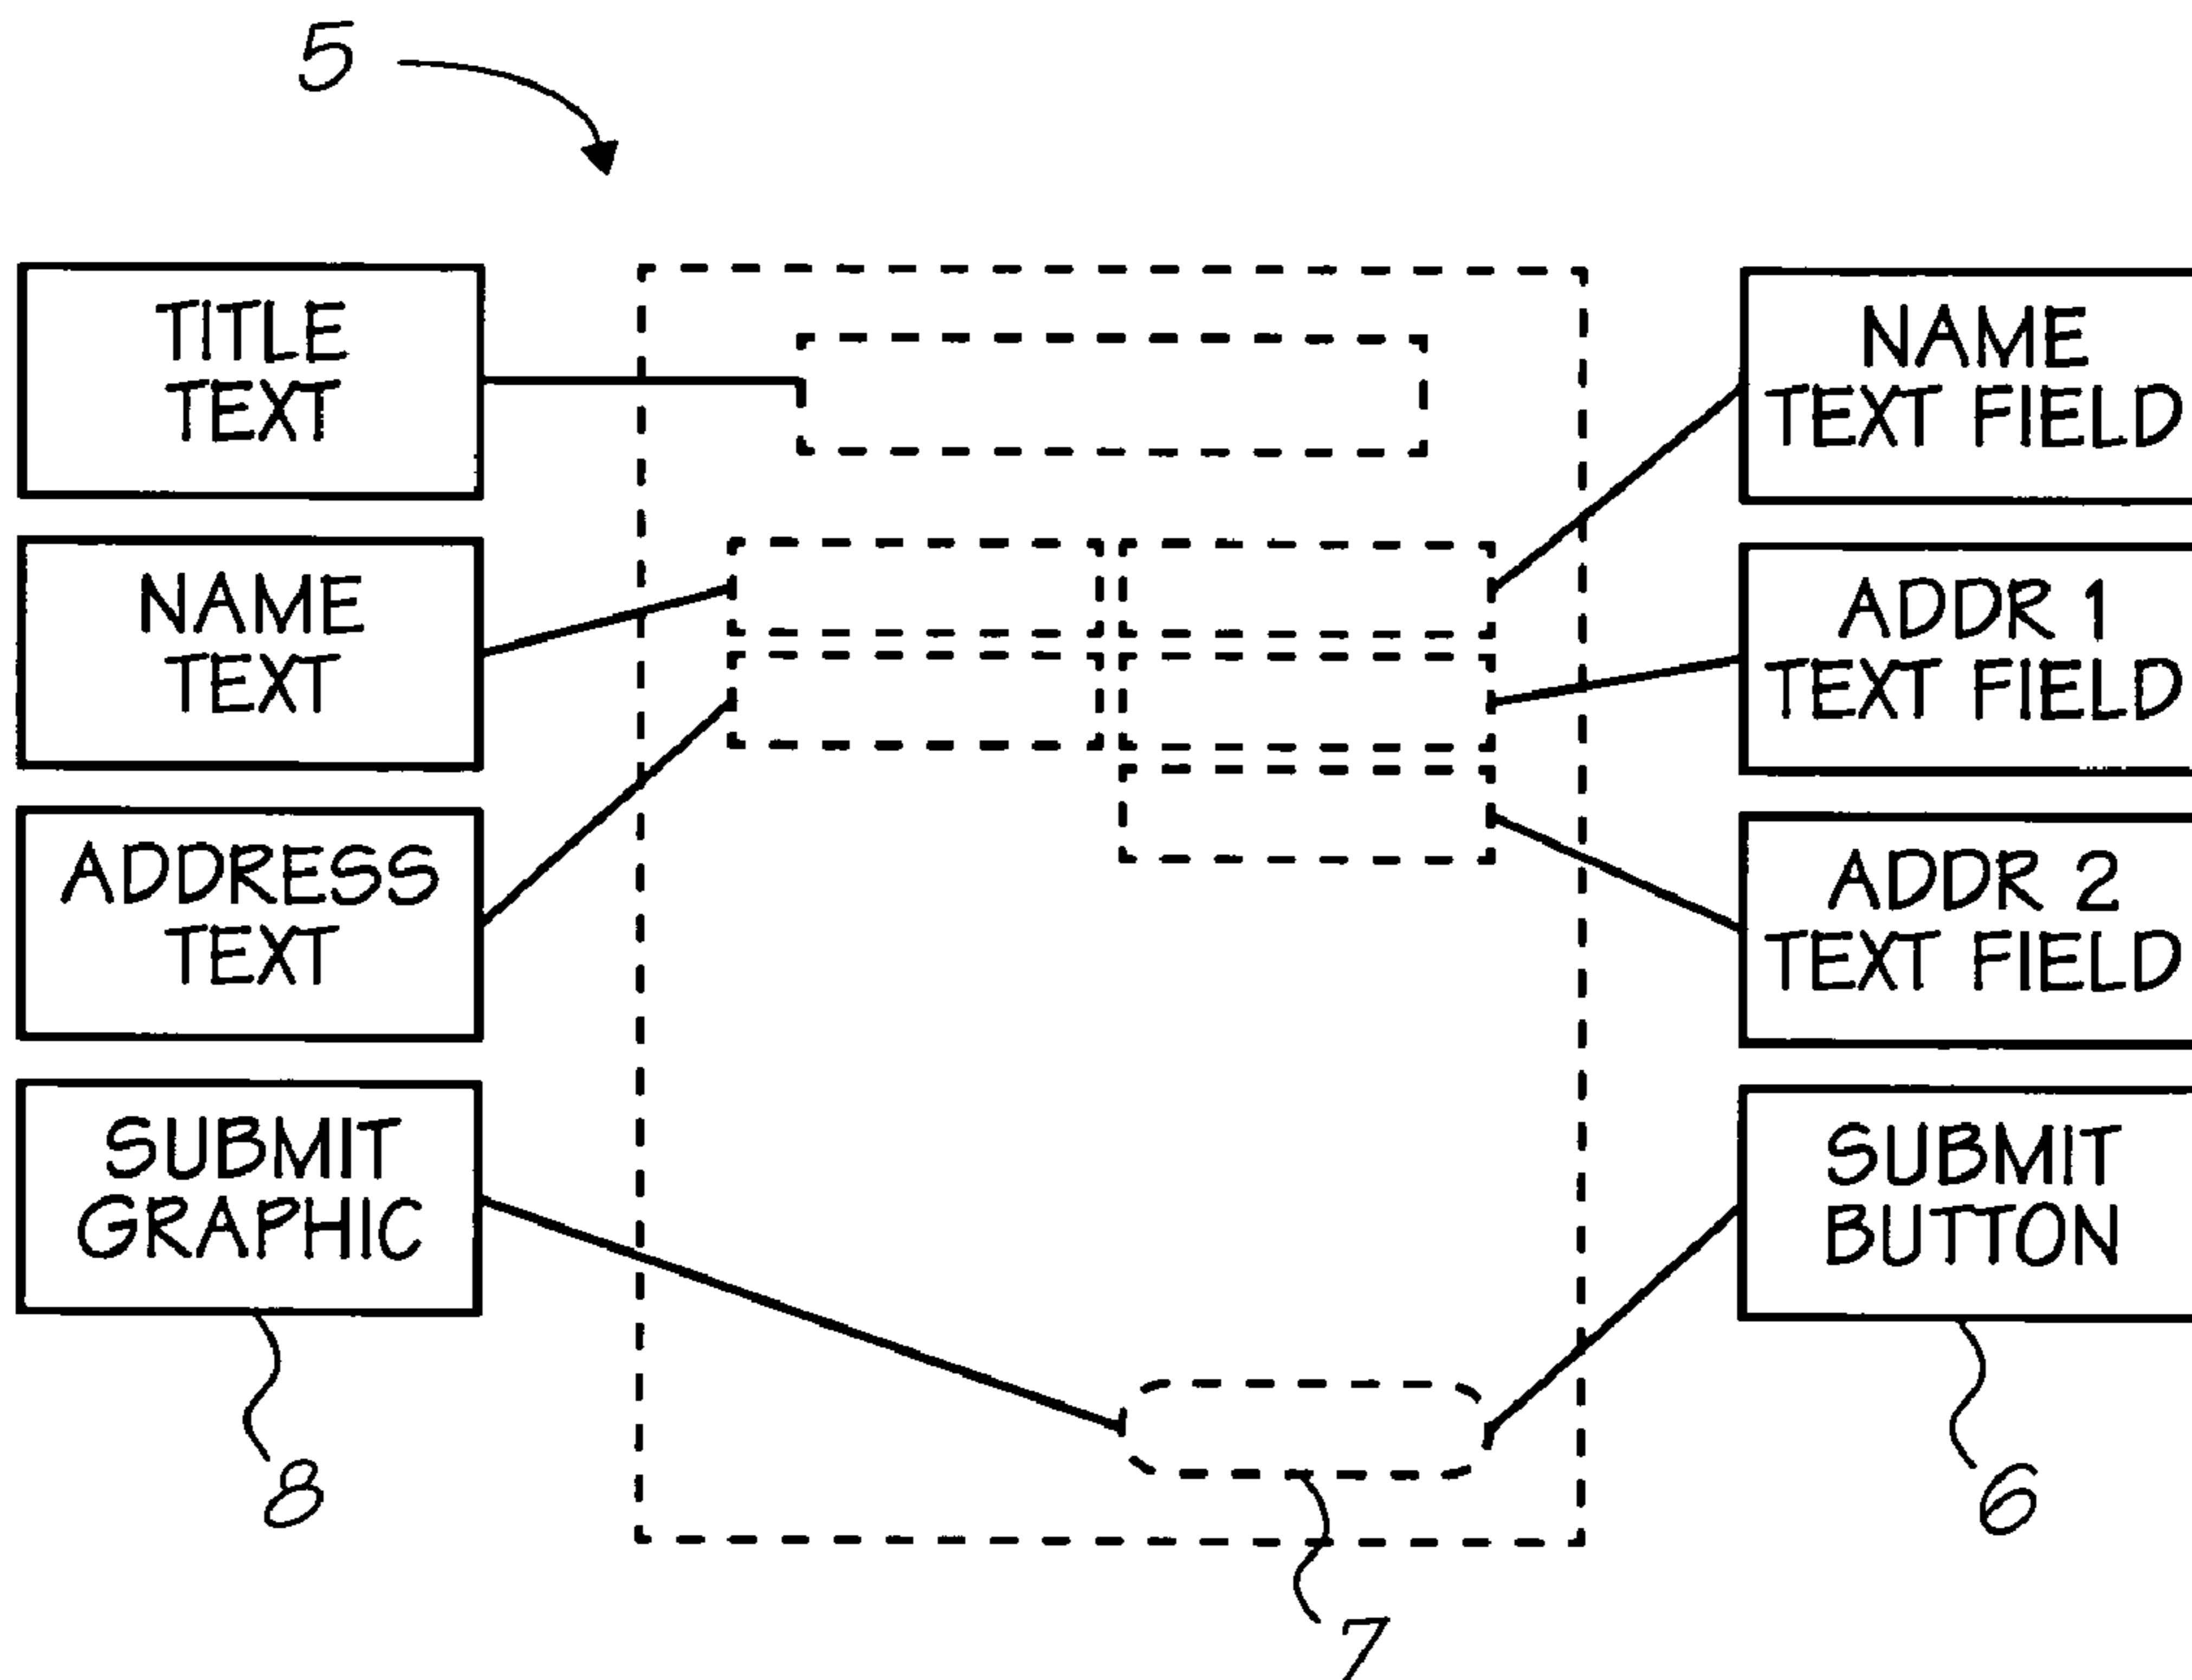 5
TITLE
TEXT
NAME
TEXT
ADDRESS
TEXT
SUBMIT
GRAPHIC
8
NAME
TEXT FIELD
ADDR 1
TEXT FIELD
ADDR 2
TEXT FIELD
SUBMIT
BUTTON
6
7